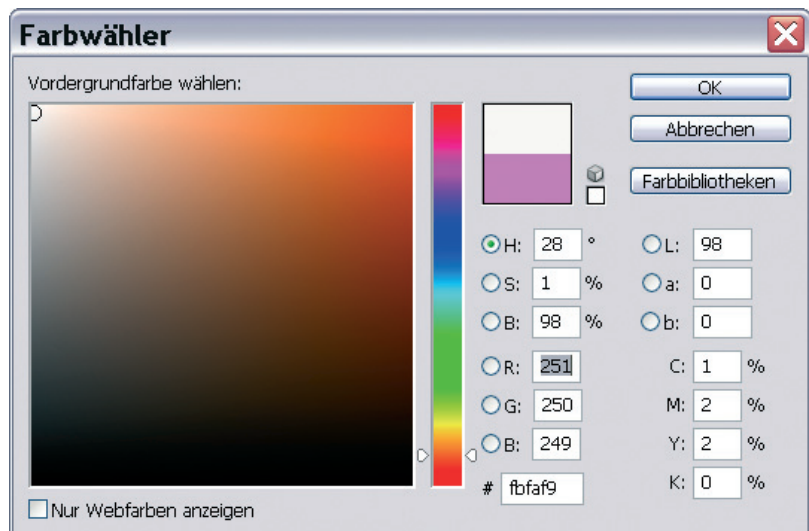 Farbwähler
Vordergrundfarbe wählen:
OK
Abbrechen
Farbbibliotheken
H: 28 °
S: 1 %
B: 98 %
R: 251
G: 250
B: 249
# fbfaf9
L: 98
a: 0
b: 0
C: 1 %
M: 2 %
Y: 2 %
K: 0 %
Nur Webfarben anzeigen